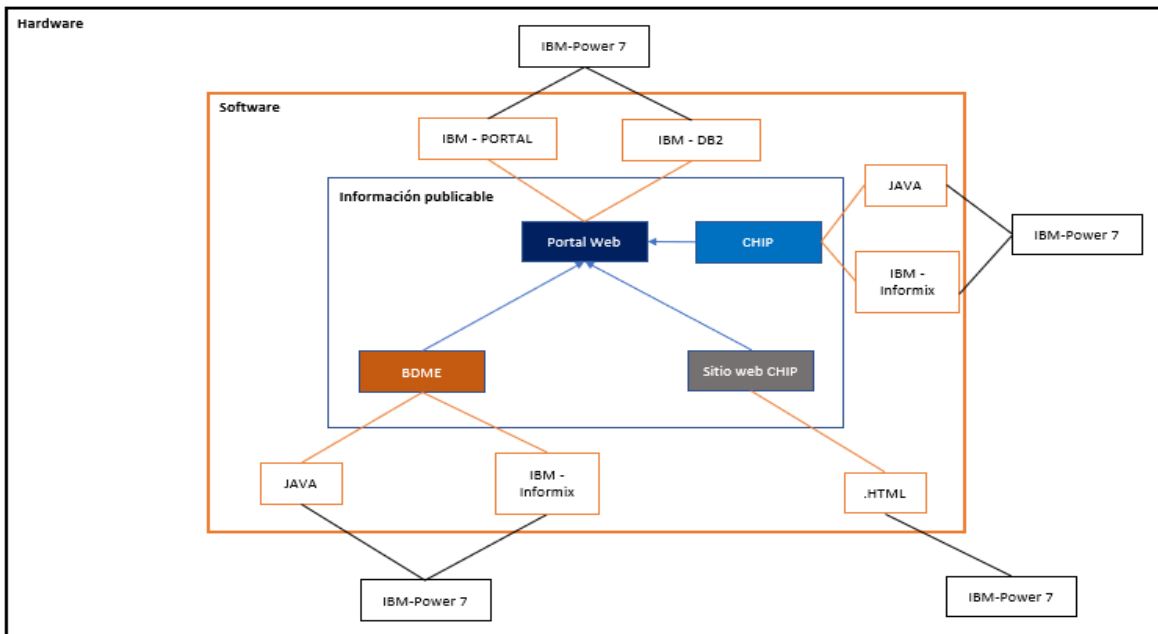 Hardware
IBM-Power 7
Software
IBM - PORTAL
IBM - DB2
JAVA
Información publicable
Portal Web
CHIP
IBM-Power 7
IBM -
Informix
BDME
Sitio web CHIP
JAVA
IBM -
Informix
.HTML
IBM-Power 7
IBM-Power 7